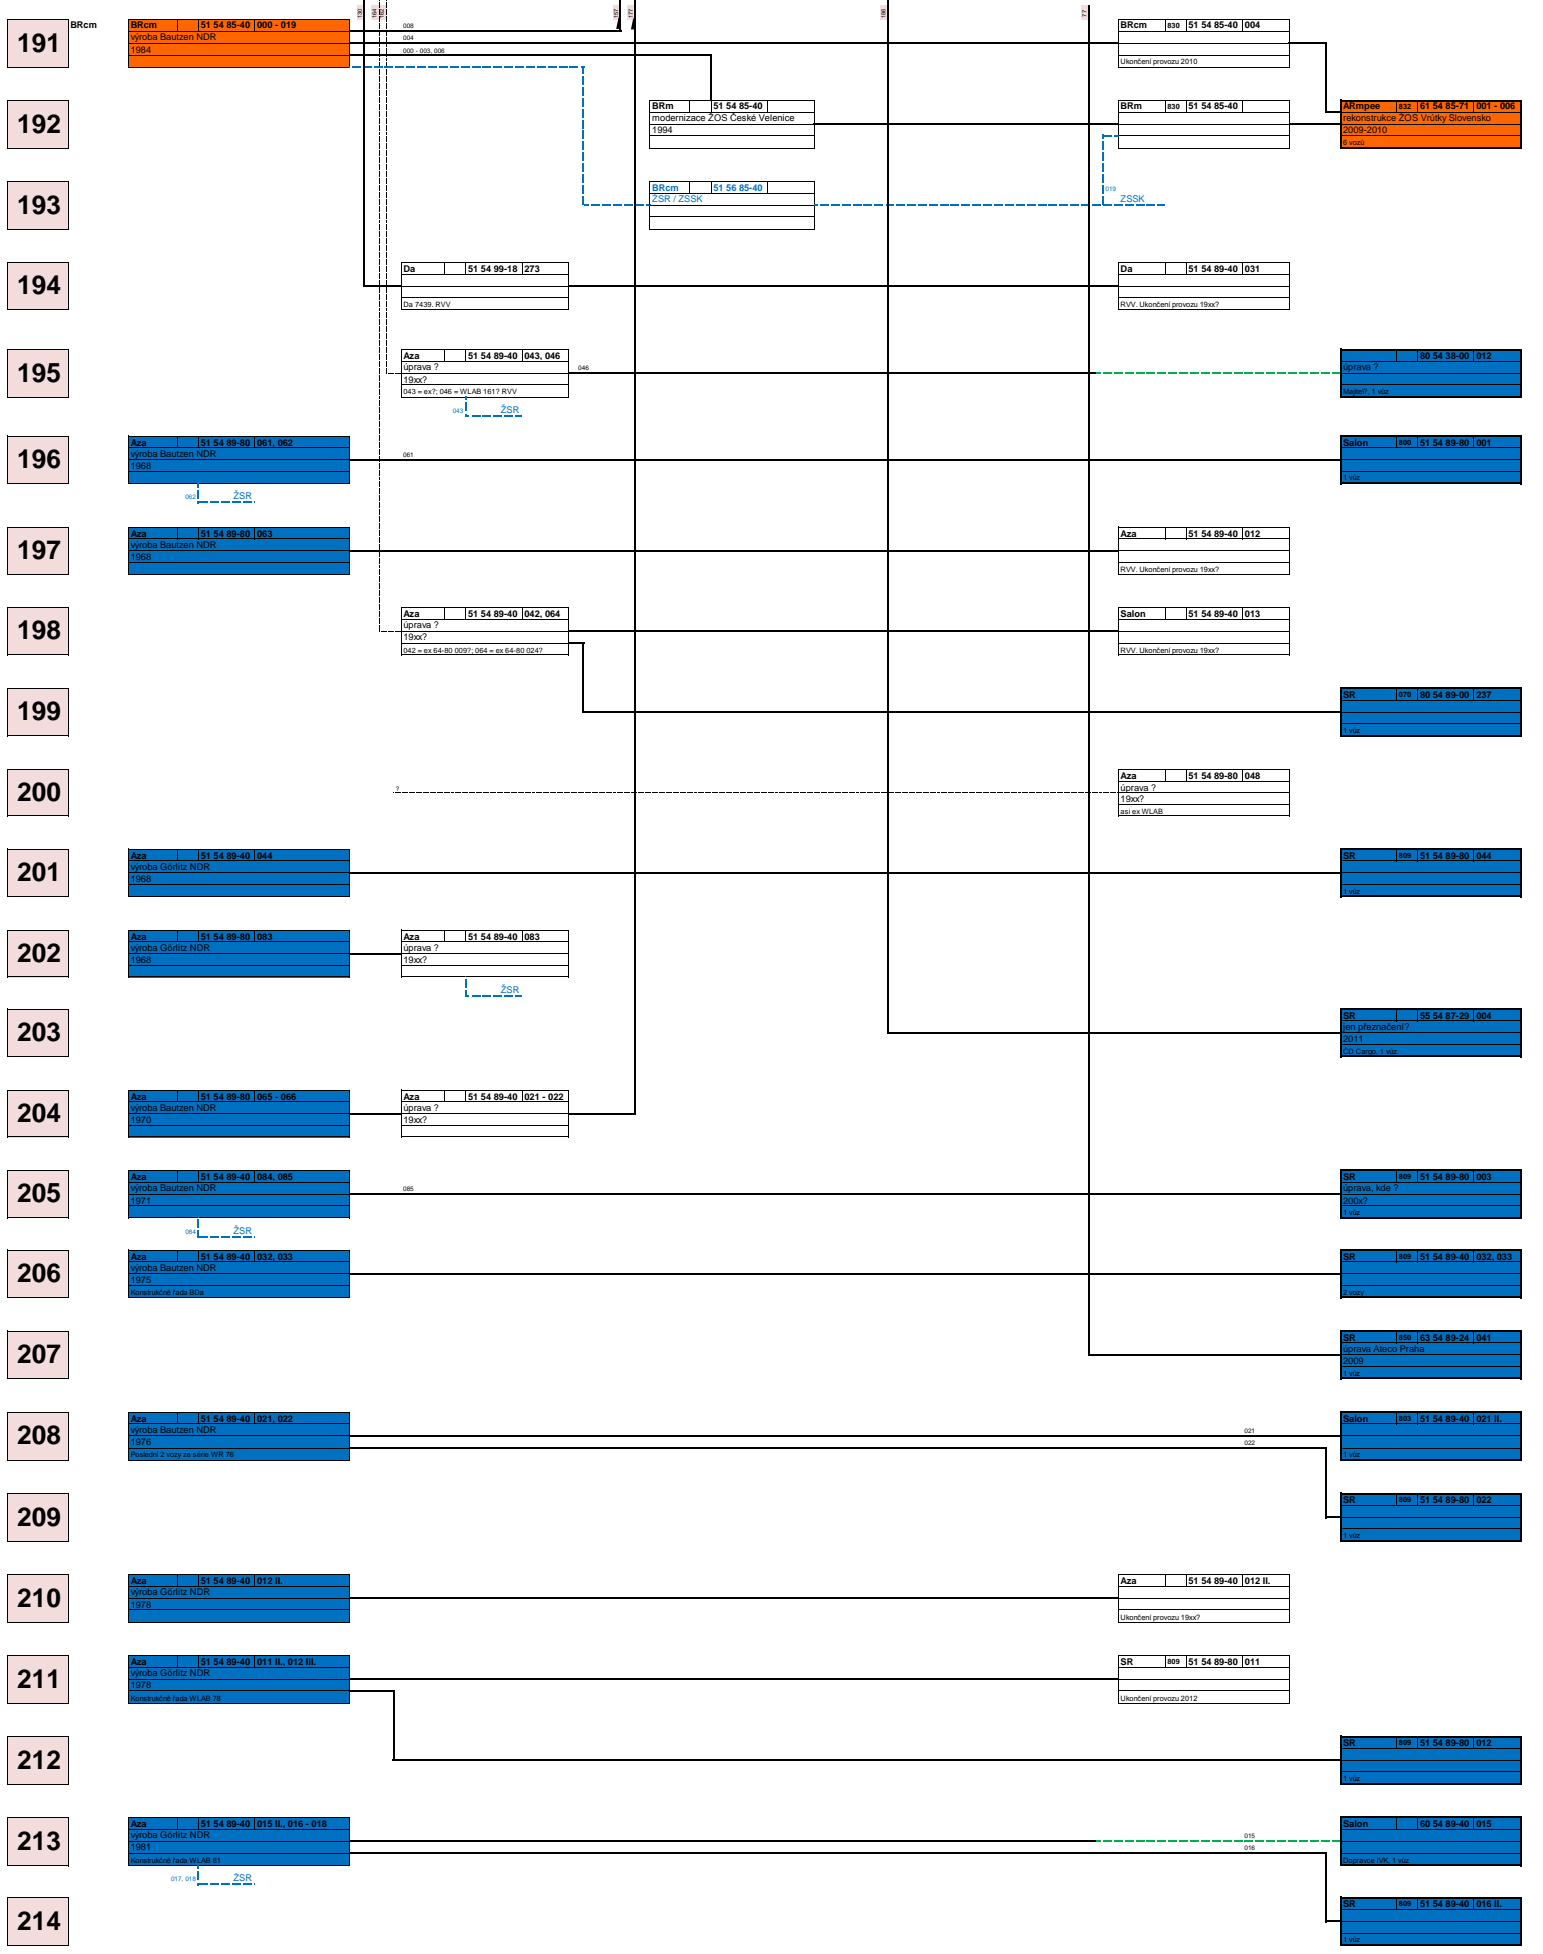 130
164
182
157
177
186
77
191
BRcm
BRcm 51 54 85-40 000 - 019
výroba Bautzen NDR
1984
008
004
000 - 003, 006
BRcm 830 51 54 85-40 004
Ukončení provozu 2010
192
BRm 51 54 85-40
modernizace ŽOS České Velenice
1994
BRm 830 51 54 85-40
ARmpee 832 61 54 85-71 001 - 006
rekonstrukce ŽOS Vrútky Slovensko
2009-2010
6 vozů
193
BRcm 51 56 85-40
ŽSR / ZSSK
019
ZSSK
194
Da 51 54 99-18 273
Da 7439. RVV
Da 51 54 89-40 031
RVV. Ukončení provozu 19xx?
195
Aza 51 54 89-40 043, 046
úprava ?
19xx?
043 = ex?; 046 = WLAB 161? RVV
046
043 ŽSR
80 54 38-00 012
úprava ?
Majitel?, 1 vůz
196
Aza 51 54 89-80 061, 062
výroba Bautzen NDR
1968
061
062 ŽSR
Salon 800 51 54 89-80 001
1 vůz
197
Aza 51 54 89-80 063
výroba Bautzen NDR
1968
Aza 51 54 89-40 012
RVV. Ukončení provozu 19xx?
198
Aza 51 54 89-40 042, 064
úprava ?
19xx?
042 = ex 64-80 009?; 064 = ex 64-80 024?
Salon 51 54 89-40 013
RVV. Ukončení provozu 19xx?
199
SR 070 80 54 89-00 237
1 vůz
200
?
Aza 51 54 89-80 048
úprava ?
19xx?
asi ex WLAB
201
Aza 51 54 89-40 044
výroba Görlitz NDR
1968
SR 809 51 54 89-80 044
1 vůz
202
Aza 51 54 89-80 083
výroba Görlitz NDR
1968
Aza 51 54 89-40 083
úprava ?
19xx?
ŽSR
203
SR 55 54 87-29 004
jen přeznačení?
2011
ČD Cargo, 1 vůz
204
Aza 51 54 89-80 065 - 066
výroba Bautzen NDR
1970
Aza 51 54 89-40 021 - 022
úprava ?
19xx?
205
Aza 51 54 89-40 084, 085
výroba Bautzen NDR
1971
085
084 ŽSR
SR 809 51 54 89-80 003
úprava, kde ?
200x?
1 vůz
206
Aza 51 54 89-40 032, 033
výroba Bautzen NDR
1975
Konstrukčně řada BDa
SR 809 51 54 89-40 032, 033
2 vozy
207
SR 850 63 54 89-24 041
úprava Ateco Praha
2009
1 vůz
208
Aza 51 54 89-40 021, 022
výroba Bautzen NDR
1976
Poslední 2 vozy ze série WR 76
021
022
Salon 803 51 54 89-40 021 II.
1 vůz
209
SR 809 51 54 89-80 022
1 vůz
210
Aza 51 54 89-40 012 II.
výroba Görlitz NDR
1978
Aza 51 54 89-40 012 II.
Ukončení provozu 19xx?
211
Aza 51 54 89-40 011 II., 012 III.
výroba Görlitz NDR
1978
Konstrukčně řada WLAB 78
SR 809 51 54 89-80 011
Ukončení provozu 2012
212
SR 809 51 54 89-80 012
1 vůz
213
Aza 51 54 89-40 015 II., 016 - 018
výroba Görlitz NDR
1981
Konstrukčně řada WLAB 81
017, 018 ŽSR
015
016
Salon 60 54 89-40 015
Dopravce IVK, 1 vůz
214
SR 809 51 54 89-40 016 II.
1 vůz